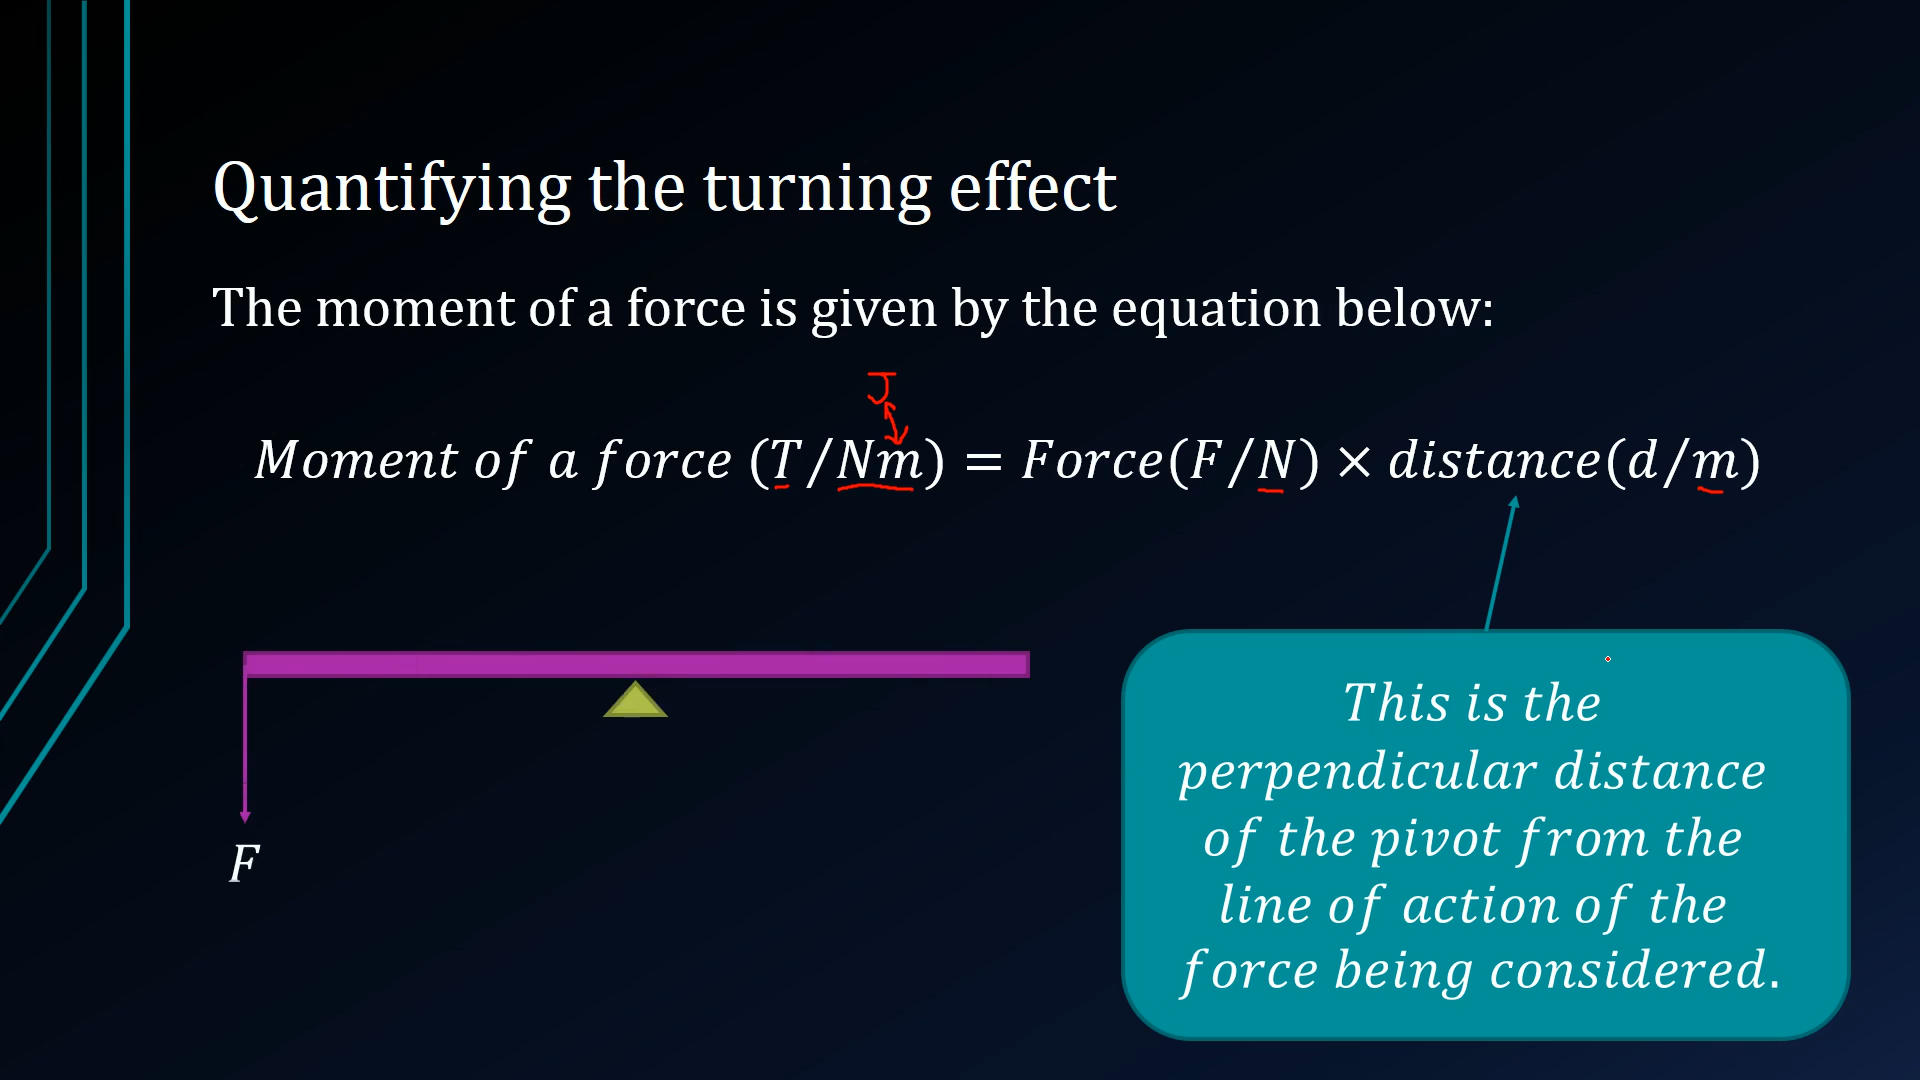 Quantifying the turning effect
The moment of a force is given by the equation below:
J
Moment of a force (T/Nm) = Force(F/N) × distance(d/m)
F
This is the
perpendicular distance
of the pivot from the
line of action of the
force being considered.